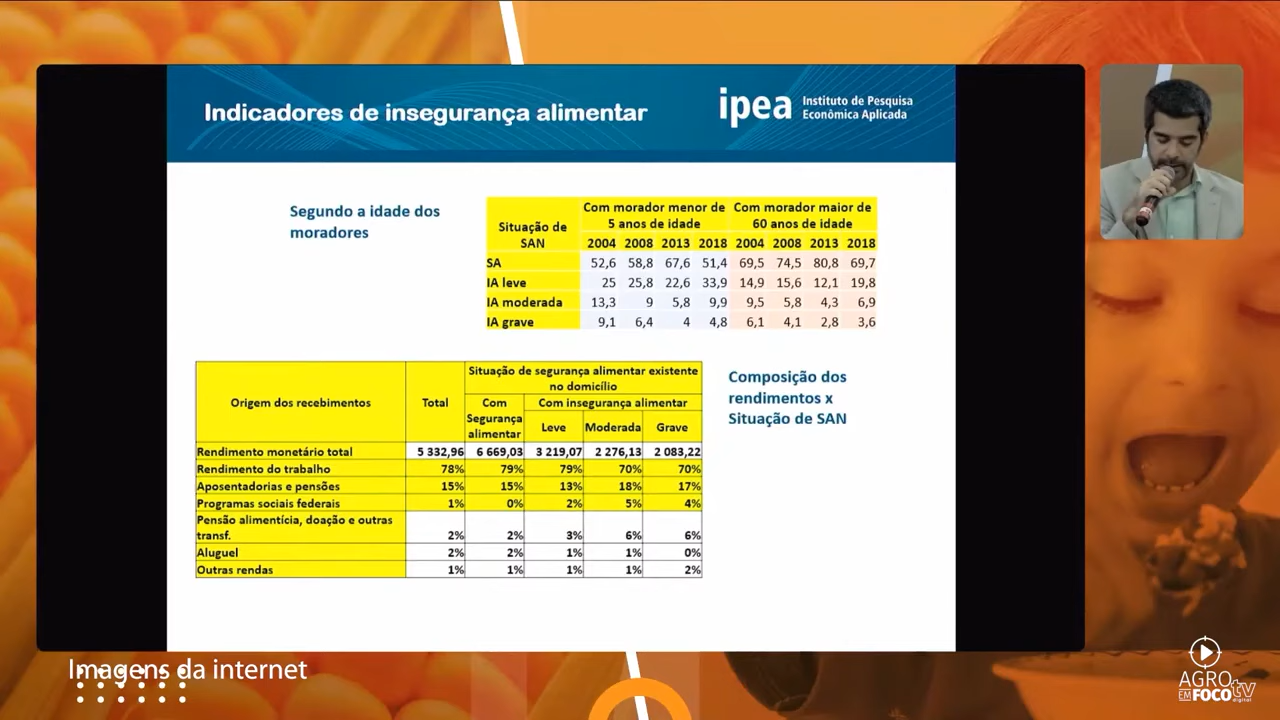 Indicadores de insegurança alimentar
ipea Instituto de Pesquisa
Econômica Aplicada
Segundo a idade dos
moradores
Situação de
SAN
Com morador menor de
5 anos de idade
Com morador maior de
60 anos de idade
2004 2008 2013 2018 2004 2008 2013 2018
SA 52,6 58,8 67,6 51,4 69,5 74,5 80,8 69,7
IA leve 25 25,8 22,6 33,9 14,9 15,6 12,1 19,8
IA moderada 13,3 9 5,8 9,9 9,5 5,8 4,3 6,9
IA grave 9,1 6,4 4 4,8 6,1 4,1 2,8 3,6
Origem dos recebimentos
Total
Situação de segurança alimentar existente
no domicílio
Com
Segurança
alimentar
Com insegurança alimentar
Leve Moderada Grave
Rendimento monetário total 5 332,96 6 669,03 3 219,07 2 276,13 2 083,22
Rendimento do trabalho 78% 79% 79% 70% 70%
Aposentadorias e pensões 15% 15% 13% 18% 17%
Programas sociais federais 1% 0% 2% 5% 4%
Pensão alimentícia, doação e outras
transf. 2% 2% 3% 6% 6%
Aluguel 2% 2% 1% 1% 0%
Outras rendas 1% 1% 1% 1% 2%
Composição dos
rendimentos x
Situação de SAN
Imagens da internet
AGRO
EM FOCO tv
digital